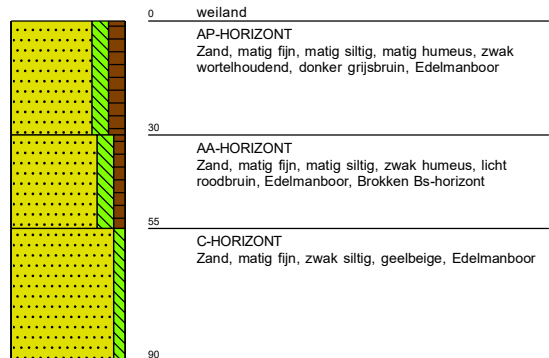 0 weiland
AP-HORIZONT
Zand, matig fijn, matig siltig, matig humeus, zwak
wortelhoudend, donker grijsbruin, Edelmanboor
30
AA-HORIZONT
Zand, matig fijn, matig siltig, zwak humeus, licht
roodbruin, Edelmanboor, Brokken Bs-horizont
55
C-HORIZONT
Zand, matig fijn, zwak siltig, geelbeige, Edelmanboor
90